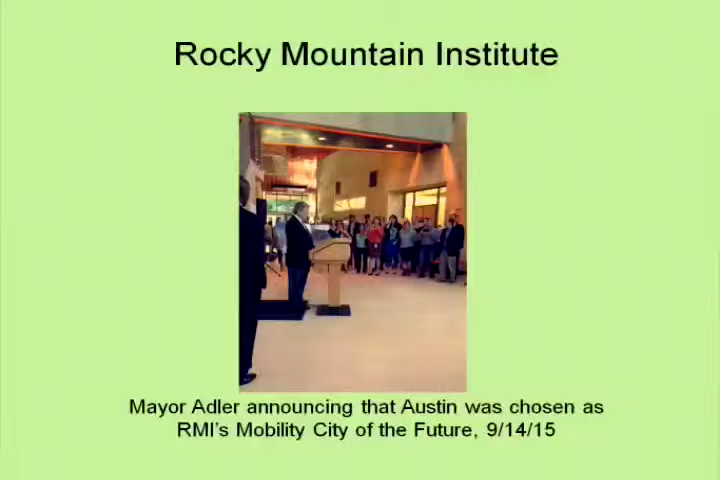 Rocky Mountain Institute
Mayor Adler announcing that Austin was chosen as
RMI's Mobility City of the Future, 9/14/15